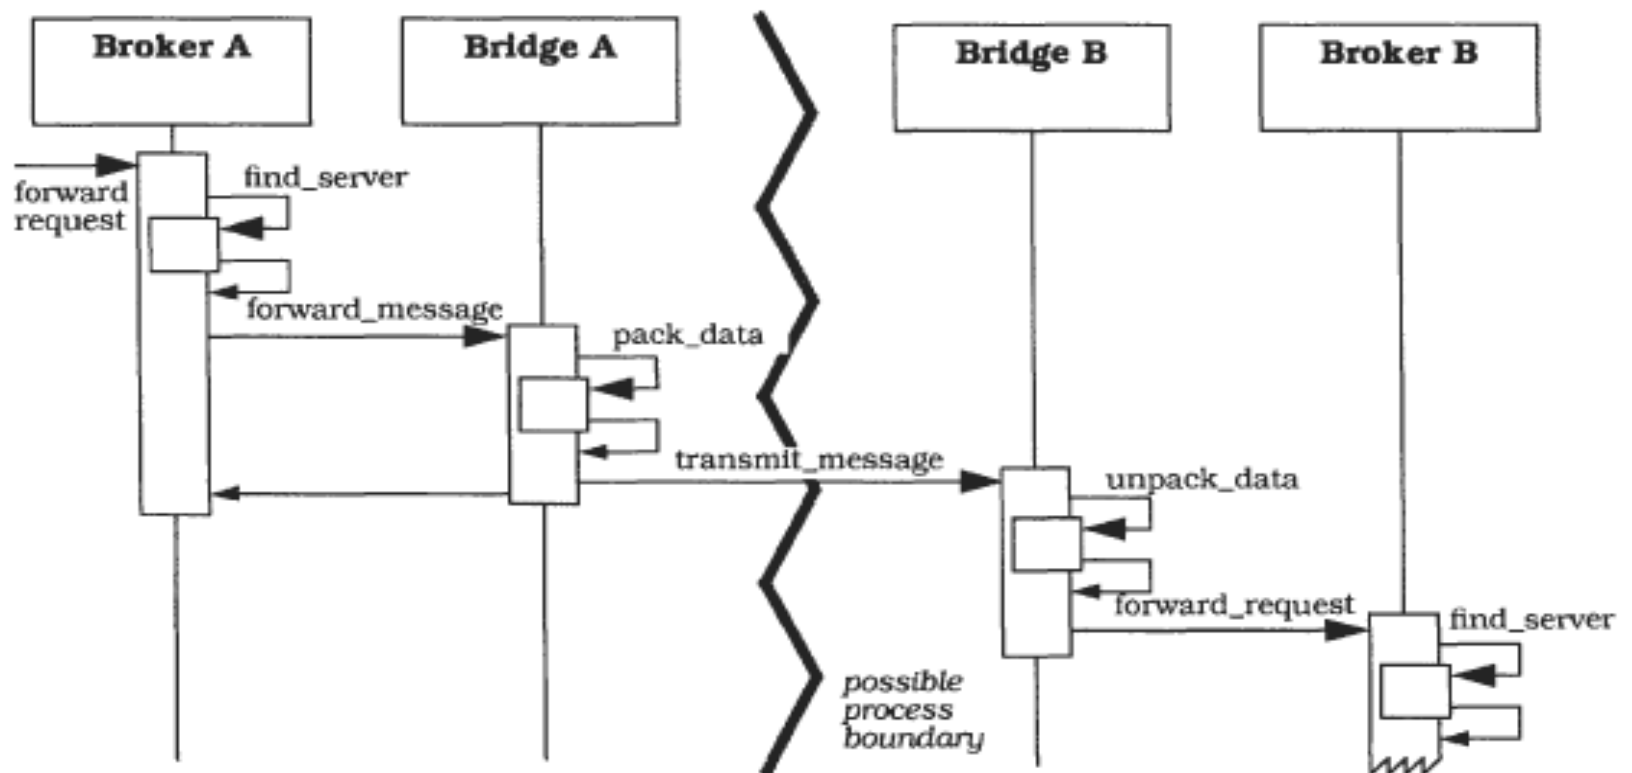 Broker A
Bridge A
Bridge B
Broker B
forward
request
find_server
forward_message
pack_data
transmit_message
unpack_data
forward_request
find_server
possible
process
boundary